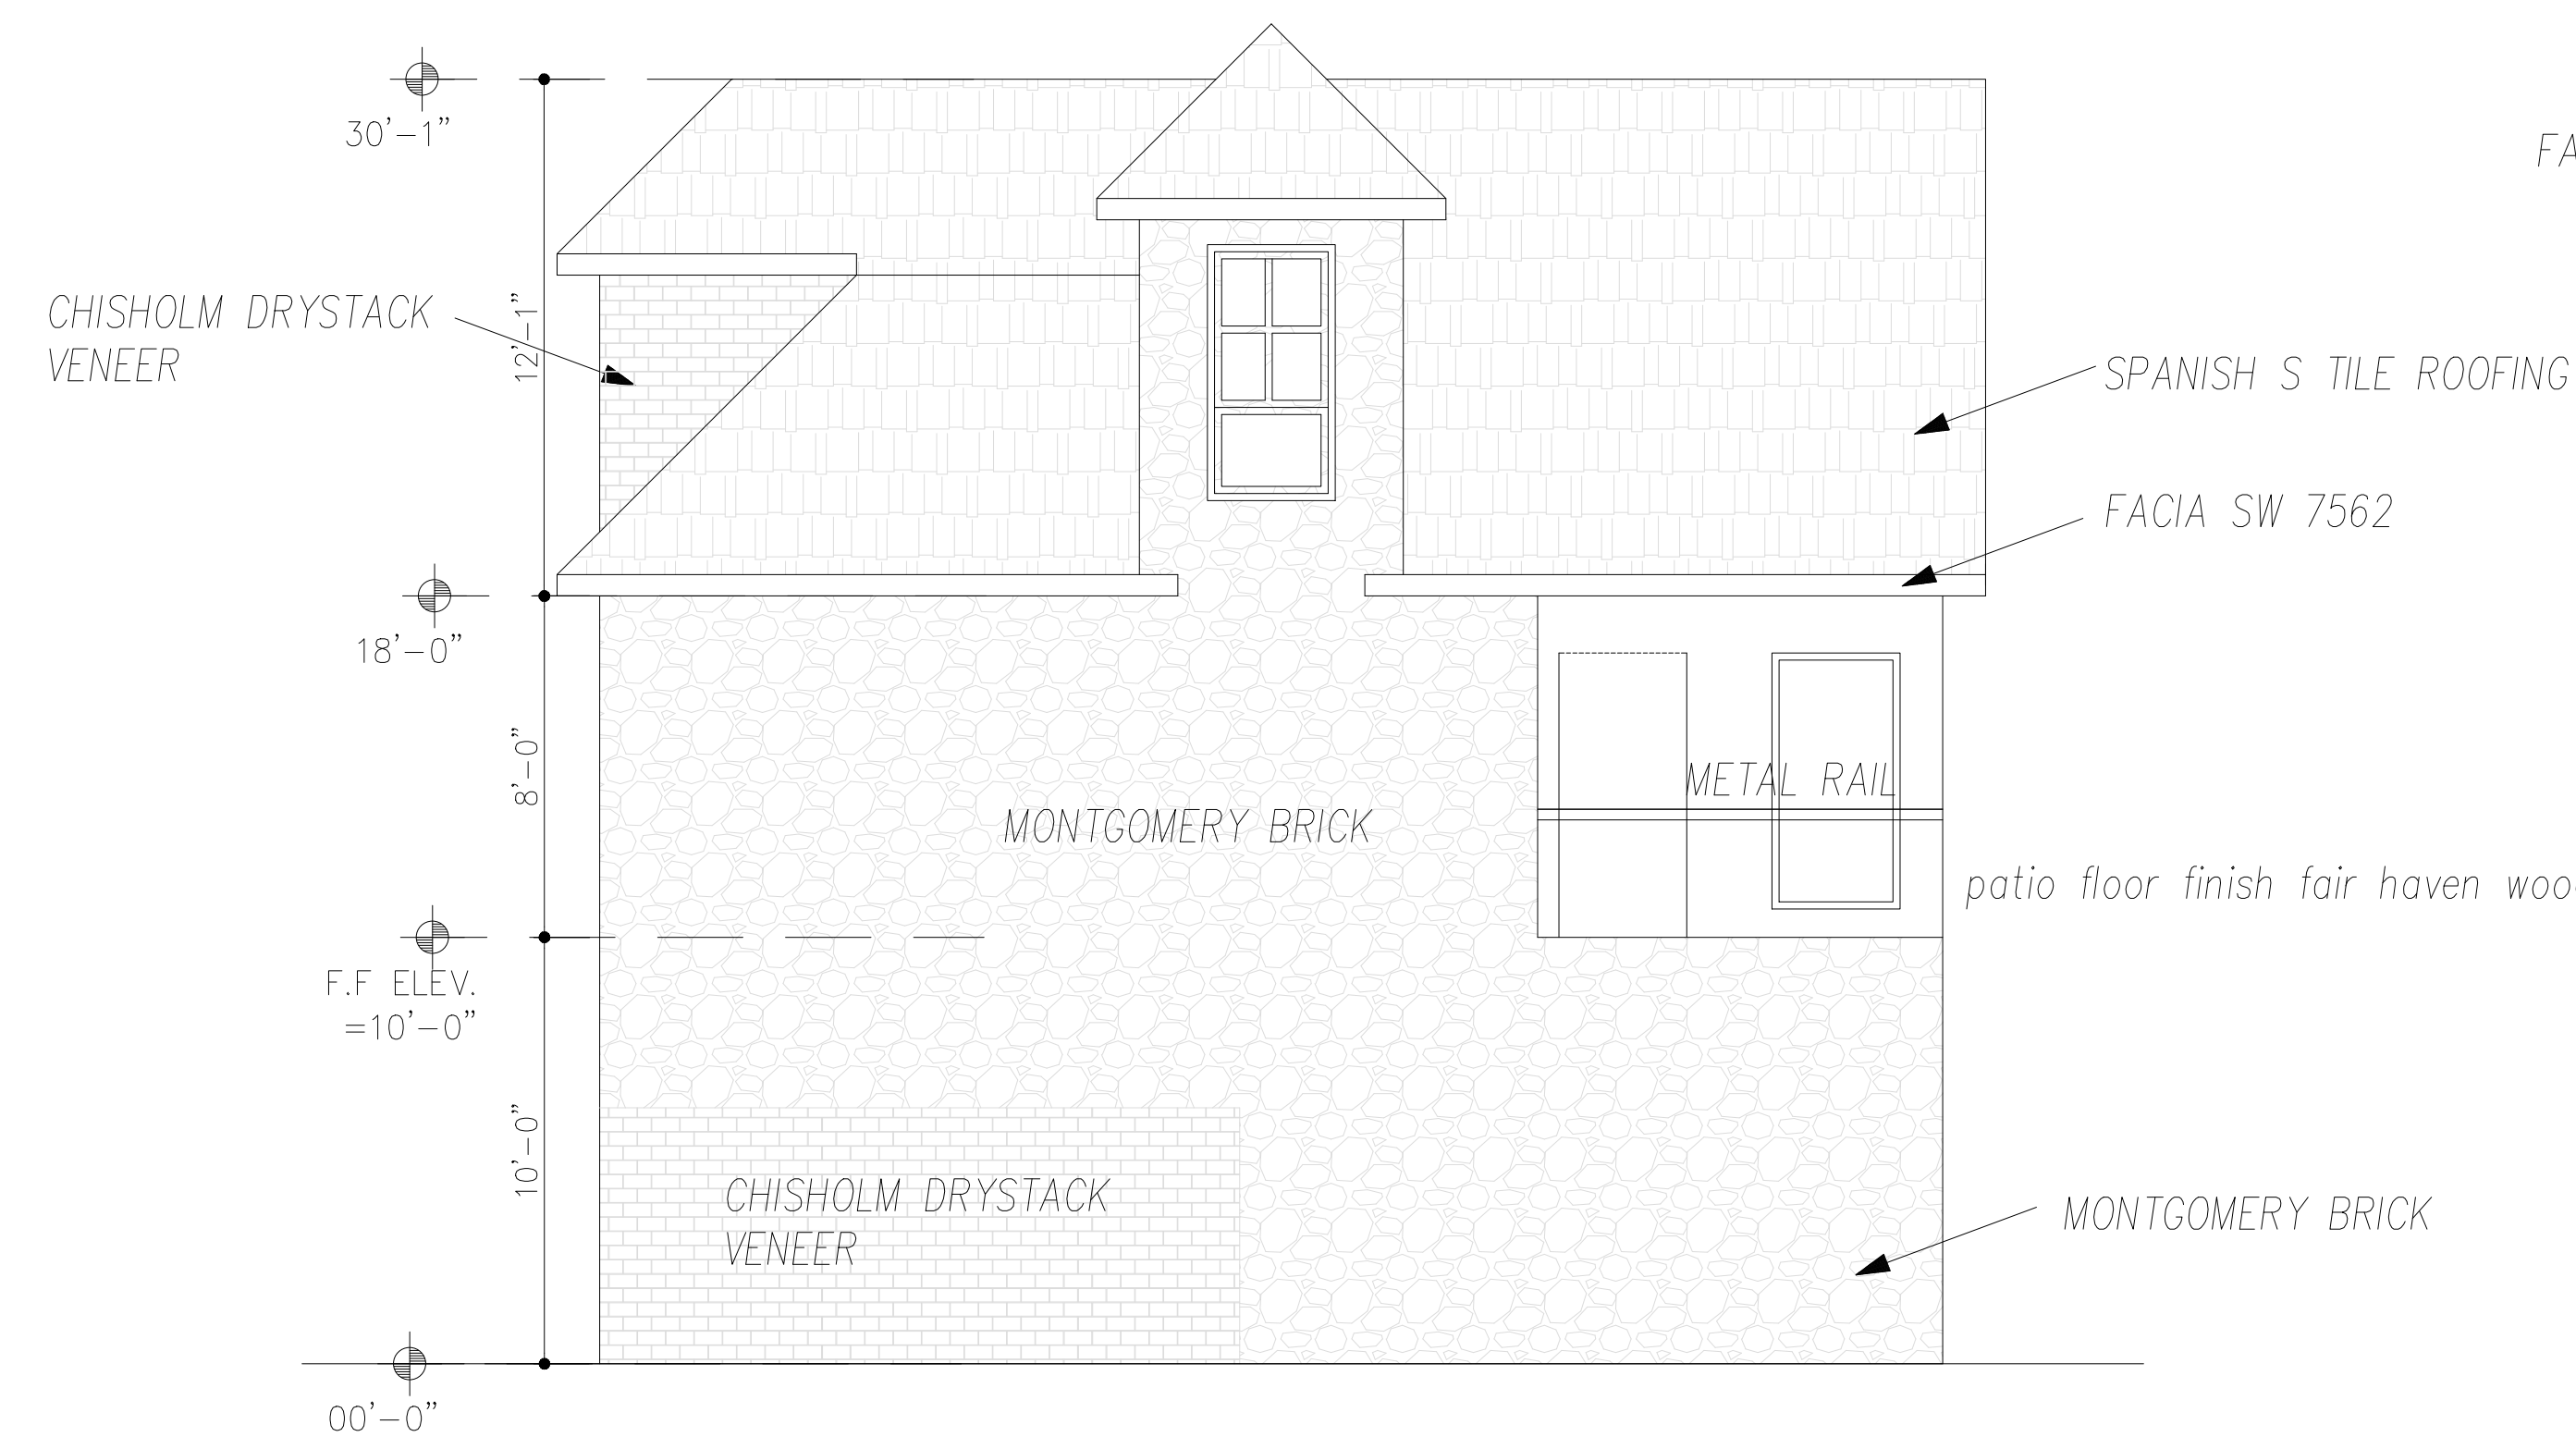 30'-1"
FA
CHISHOLM DRYSTACK
VENEER
12'-1"
SPANISH S TILE ROOFING
FACIA SW 7562
18'-0"
8'-0"
METAL RAIL
MONTGOMERY BRICK
patio floor finish fair haven woo
F.F ELEV.
=10'-0"
10'-0"
CHISHOLM DRYSTACK
VENEER
MONTGOMERY BRICK
00'-0"